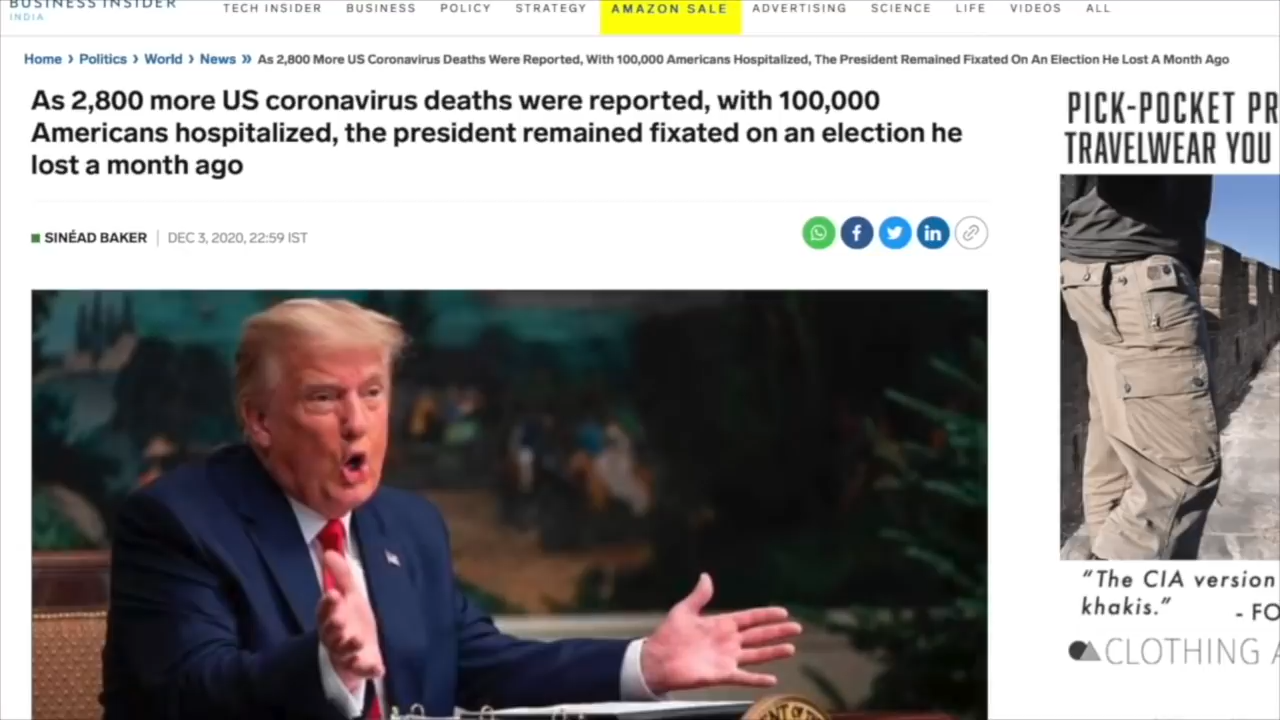 BUSINESS INSIDER
INDIA
TECH INSIDER BUSINESS POLICY STRATEGY AMAZON SALE ADVERTISING SCIENCE LIFE VIDEOS ALL
Home › Politics › World › News » As 2,800 More US Coronavirus Deaths Were Reported, With 100,000 Americans Hospitalized, The President Remained Fixated On An Election He Lost A Month Ago
As 2,800 more US coronavirus deaths were reported, with 100,000
Americans hospitalized, the president remained fixated on an election he
lost a month ago
SINÉAD BAKER | DEC 3, 2020, 22:59 IST
in
PICK-POCKET PR
TRAVELWEAR YOU
"The CIA version
khakis."
- FO
CLOTHING A
ENT OF